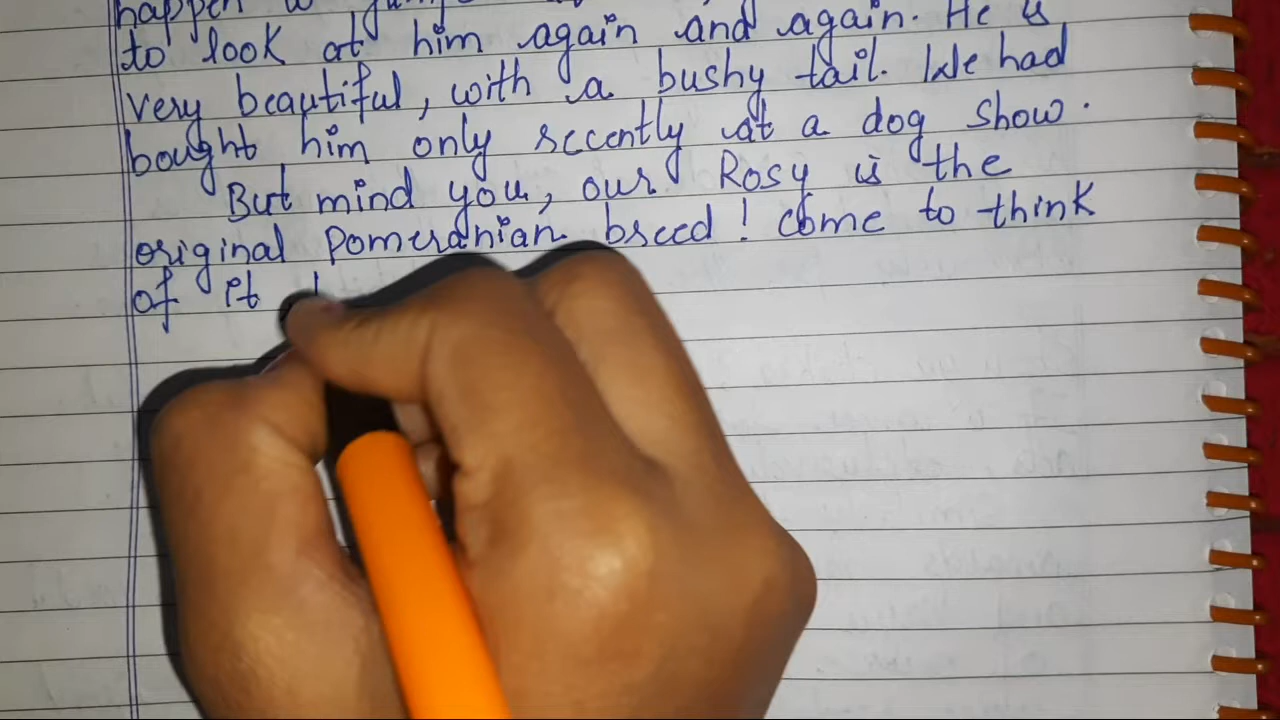 happen to
to look at him again and again. He is
very beautiful, with a bushy tail. We had
bought him only recently at a dog show.
But mind you, our Rosy is the
original Pomeranian breed! Come to think
of it